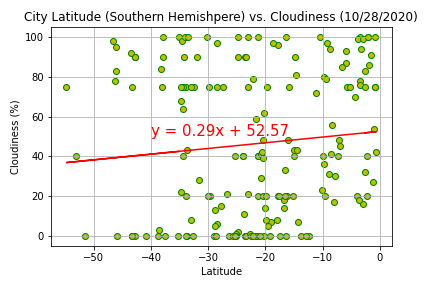 City Latitude (Southern Hemishpere) vs. Cloudiness (10/28/2020)
100
80
60
40
20
0
Cloudiness (%)
y = 0.29x + 52.57
−50 −40 −30 −20 −10 0
Latitude